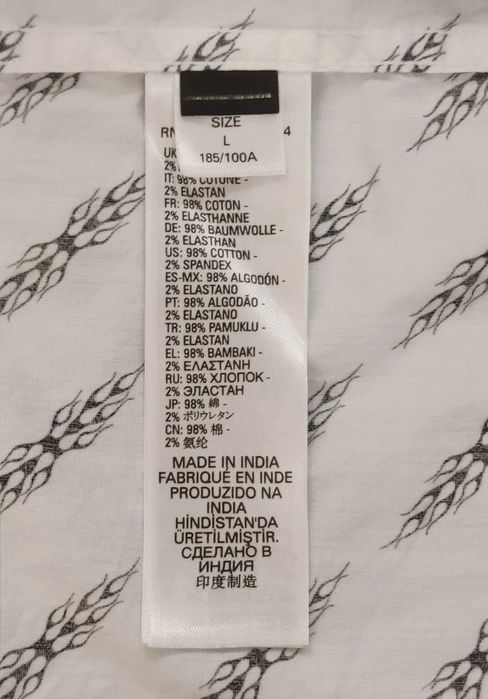 SIZE
RN 4
L
UK
185/100A
2%
IT: 98% COTONE -
2% ELASTAN
FR: 98% COTON -
2% ELASTHANNE
DE: 98% BAUMWOLLE -
2% ELASTHAN
US: 98% COTTON -
2% SPANDEX
ES-MX: 98% ALGODÓN -
2% ELASTANO
PT: 98% ALGODÃO -
2% ELASTANO
TR: 98% PAMUKLU -
2% ELASTAN
EL: 98% ΒΑΜΒΑΚΙ -
2% ΕΛΑΣΤΑΝΗ
RU: 98% ХЛОПОК -
2% ЭЛАСТАН
JP: 98% 綿 -
2% ポリウレタン
CN: 98% 棉 -
2% 氨纶
MADE IN INDIA
FABRIQUÉ EN INDE
PRODUZIDO NA
INDIA
HİNDİSTAN'DA
ÜRETİLMİŞTİR.
СДЕЛАНО В
ИНДИЯ
印度制造